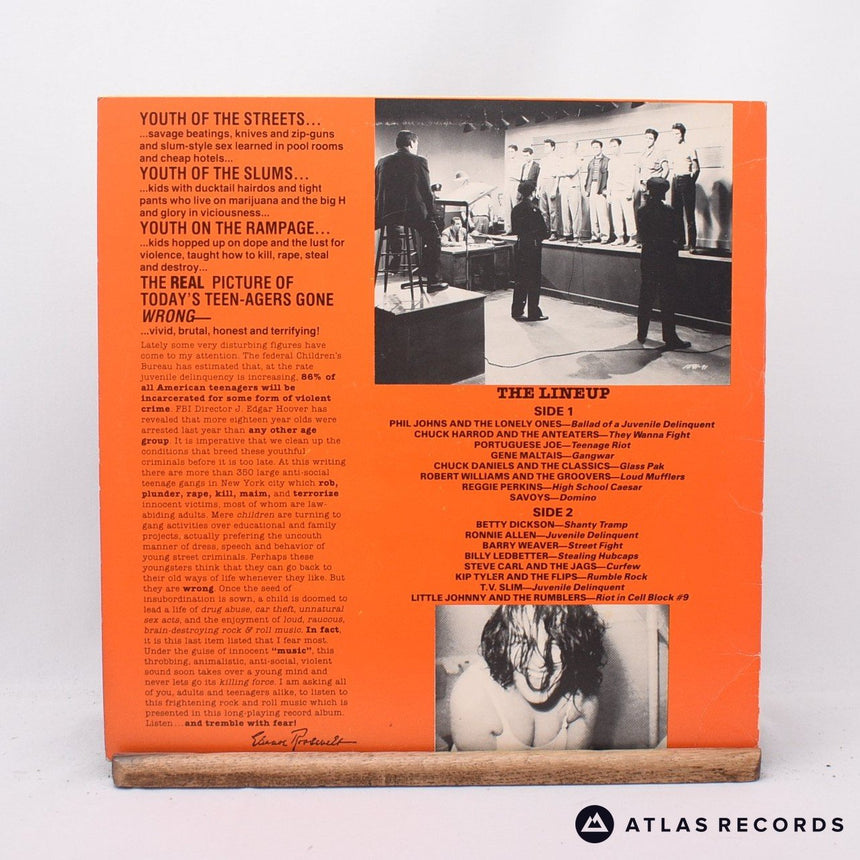 YOUTH OF THE STREETS...
...savage beatings, knives and zip-guns
and slum-style sex learned in pool rooms
and cheap hotels...
YOUTH OF THE SLUMS...
...kids with ducktail hairdos and tight
pants who live on marijuana and the big H
and glory in viciousness...
YOUTH ON THE RAMPAGE...
...kids hopped up on dope and the lust for
violence, taught how to kill, rape, steal
and destroy...
THE REAL PICTURE OF
TODAY'S TEEN-AGERS GONE
WRONG—
...vivid, brutal, honest and terrifying!
Lately some very disturbing figures have
come to my attention. The federal Children's
Bureau has estimated that, at the rate
juvenile delinquency is increasing, 86% of
all American teenagers will be
incarcerated for some form of violent
crime. FBI Director J. Edgar Hoover has
revealed that more eighteen year olds were
arrested last year than any other age
group. It is imperative that we clean up the
conditions that breed these youthful
criminals before it is too late. At this writing
there are more than 350 large anti-social
teenage gangs in New York city which rob,
plunder, rape, kill, maim, and terrorize
innocent victims, most of whom are law-
abiding adults. Mere children are turning to
gang activities over educational and family
projects, actually prefering the uncouth
manner of dress, speech and behavior of
young street criminals. Perhaps these
youngsters think that they can go back to
their old ways of life whenever they like. But
they are wrong. Once the seed of
insubordination is sown, a child is doomed to
lead a life of drug abuse, car theft, unnatural
sex acts, and the enjoyment of loud, raucous,
brain-destroying rock & roll music. In fact,
it is this last item listed that I fear most.
Under the guise of innocent "music", this
throbbing, animalistic, anti-social, violent
sound soon takes over a young mind and
never lets go its killing force. I am asking all
of you, adults and teenagers alike, to listen to
this frightening rock and roll music which is
presented in this long-playing record album.
Listen...and tremble with fear!
Eleanor Roosevelt
THE LINEUP
SIDE 1
PHIL JOHNS AND THE LONELY ONES—Ballad of a Juvenile Delinquent
CHUCK HARROD AND THE ANTEATERS—They Wanna Fight
PORTUGUESE JOE—Teenage Riot
GENE MALTAIS—Gangwar
CHUCK DANIELS AND THE CLASSICS—Glass Pak
ROBERT WILLIAMS AND THE GROOVERS—Loud Mufflers
REGGIE PERKINS—High School Caesar
SAVOYS—Domino
SIDE 2
BETTY DICKSON—Shanty Tramp
RONNIE ALLEN—Juvenile Delinquent
BARRY WEAVER—Street Fight
BILLY LEDBETTER—Stealing Hubcaps
STEVE CARL AND THE JAGS—Curfew
KIP TYLER AND THE FLIPS—Rumble Rock
T.V. SLIM—Juvenile Delinquent
LITTLE JOHNNY AND THE RUMBLERS—Riot in Cell Block #9
ATLAS RECORDS